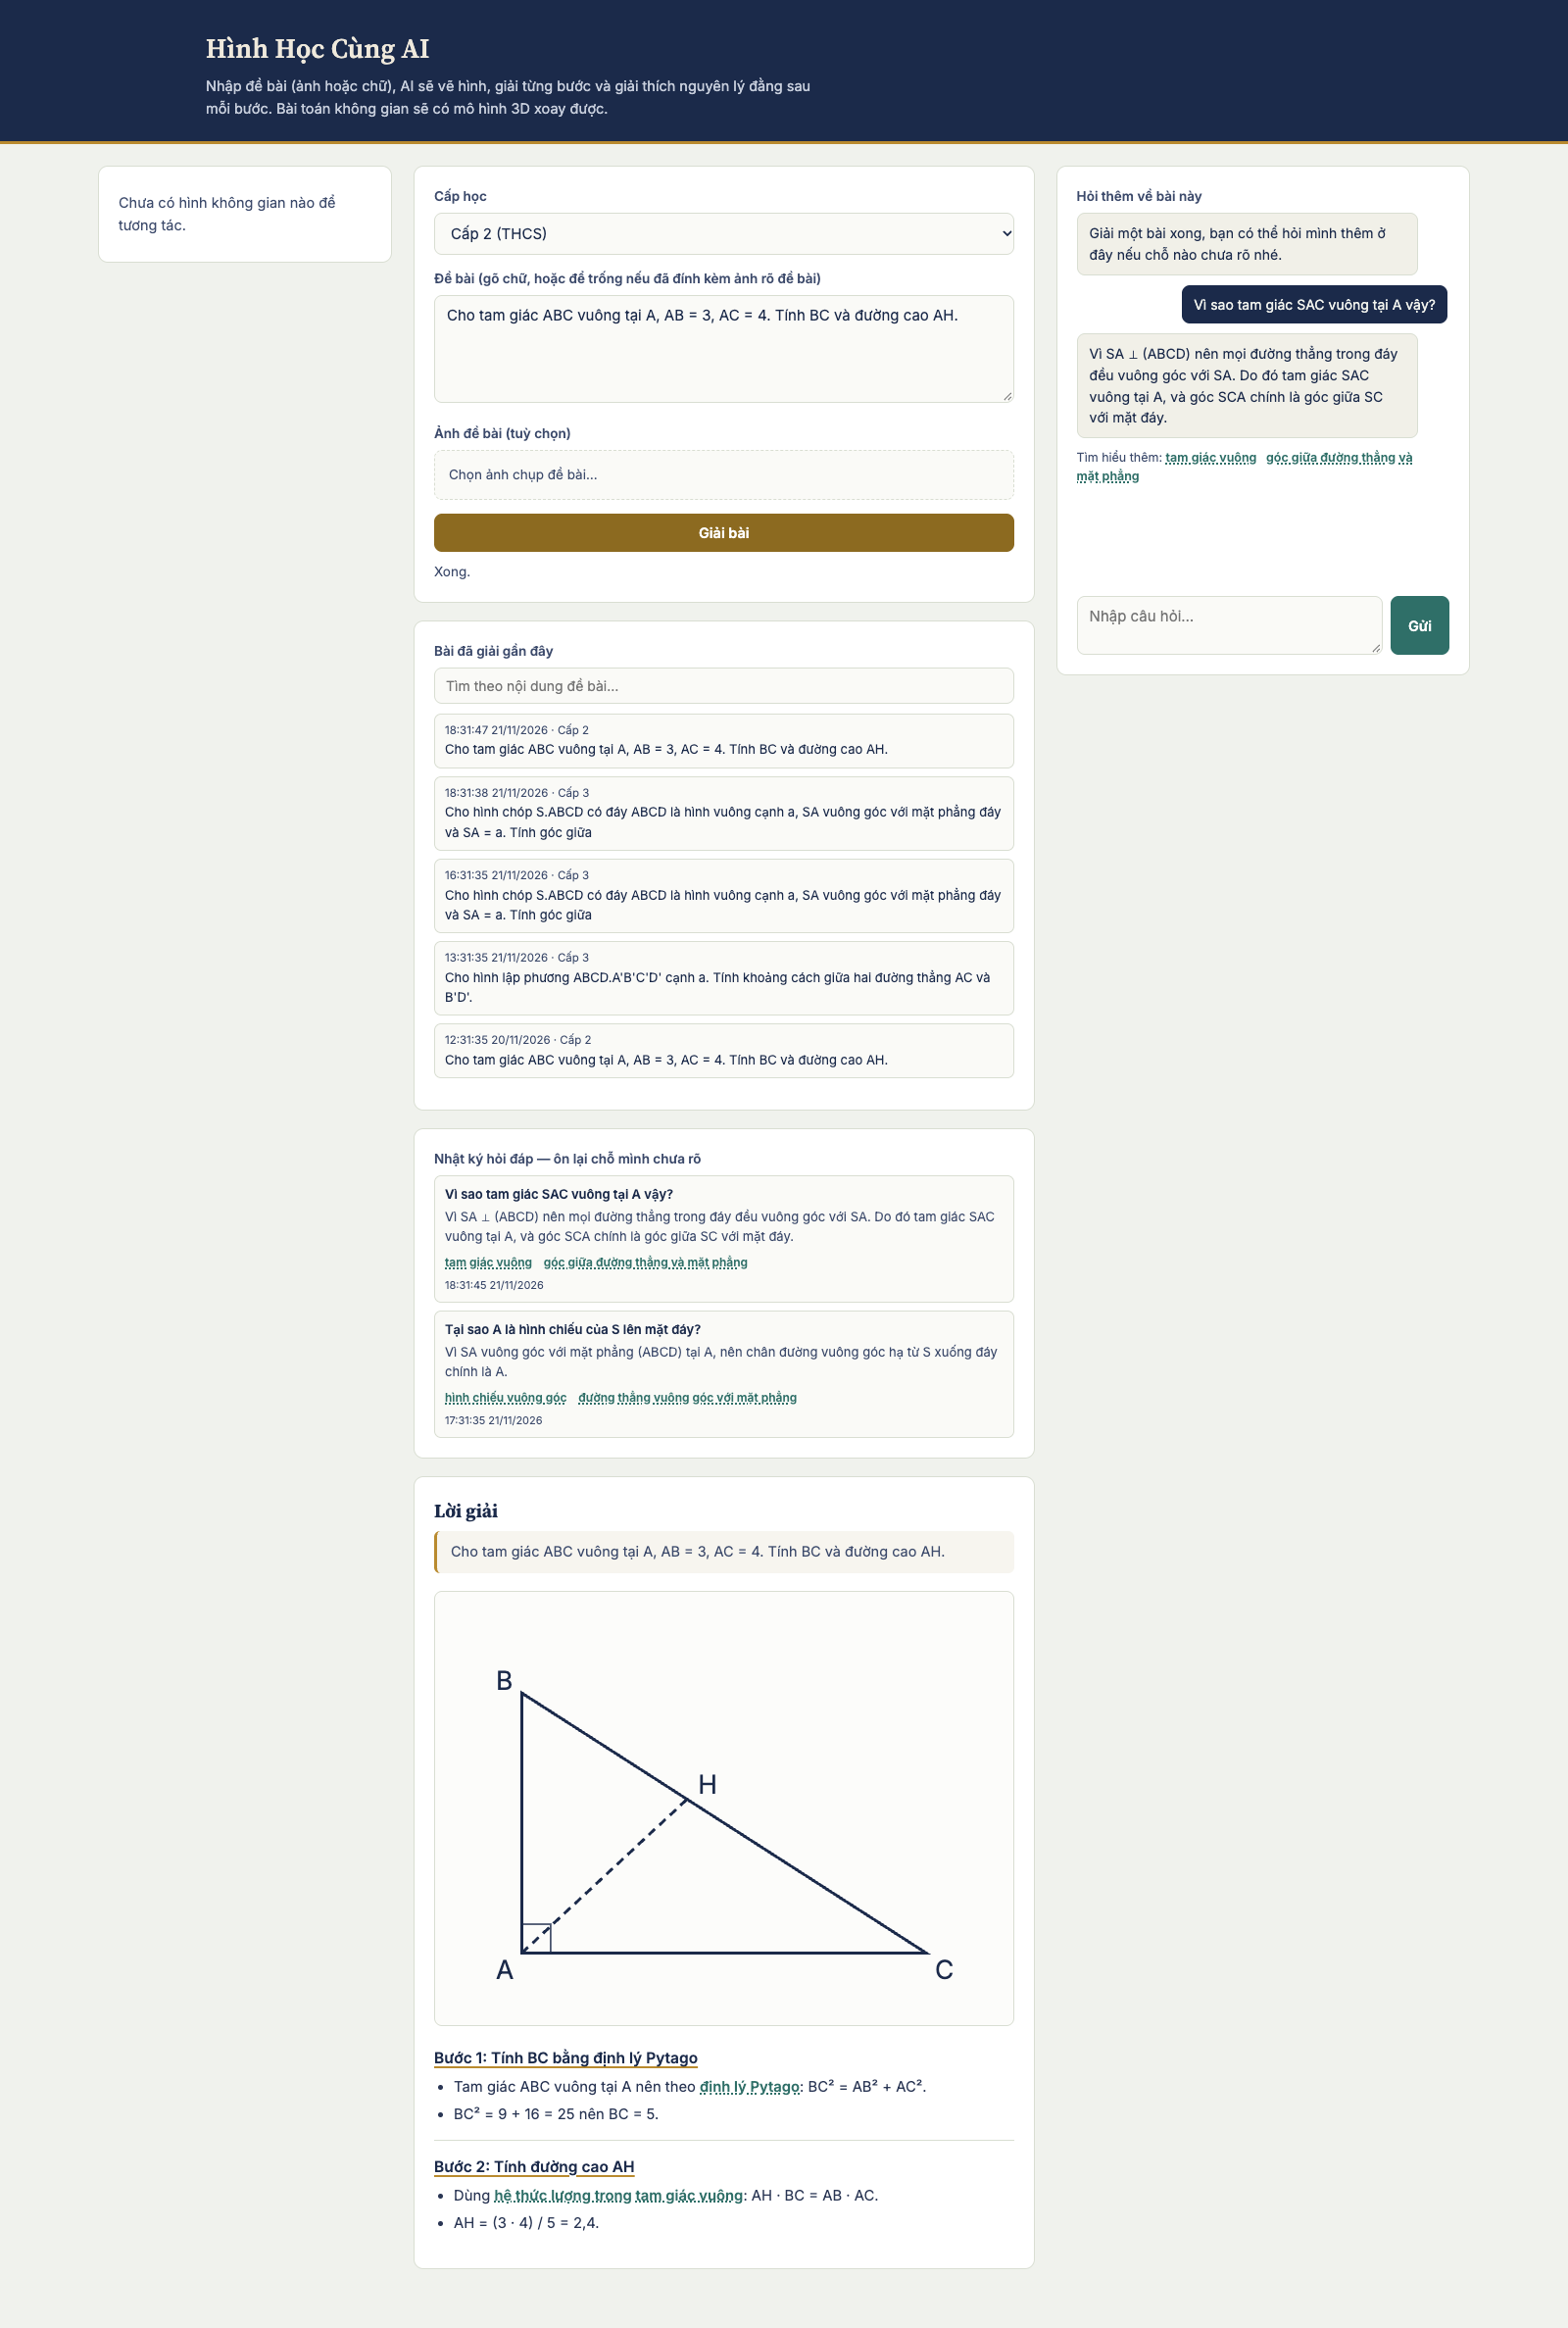 Hình Học Cùng AI
Nhập đề bài (ảnh hoặc chữ), AI sẽ vẽ hình, giải từng bước và giải thích nguyên lý đằng sau
mỗi bước. Bài toán không gian sẽ có mô hình 3D xoay được.
Chưa có hình không gian nào để
tương tác.
Cấp học
Cấp 2 (THCS)
Đề bài (gõ chữ, hoặc để trống nếu đã đính kèm ảnh rõ đề bài)
Cho tam giác ABC vuông tại A, AB = 3, AC = 4. Tính BC và đường cao AH.
Ảnh đề bài (tuỳ chọn)
Chọn ảnh chụp đề bài...
Giải bài
Xong.
Bài đã giải gần đây
Tìm theo nội dung đề bài...
18:31:47 21/11/2026 · Cấp 2
Cho tam giác ABC vuông tại A, AB = 3, AC = 4. Tính BC và đường cao AH.
18:31:38 21/11/2026 · Cấp 3
Cho hình chóp S.ABCD có đáy ABCD là hình vuông cạnh a, SA vuông góc với mặt phẳng đáy
và SA = a. Tính góc giữa
16:31:35 21/11/2026 · Cấp 3
Cho hình chóp S.ABCD có đáy ABCD là hình vuông cạnh a, SA vuông góc với mặt phẳng đáy
và SA = a. Tính góc giữa
13:31:35 21/11/2026 · Cấp 3
Cho hình lập phương ABCD.A'B'C'D' cạnh a. Tính khoảng cách giữa hai đường thẳng AC và
B'D'.
12:31:35 20/11/2026 · Cấp 2
Cho tam giác ABC vuông tại A, AB = 3, AC = 4. Tính BC và đường cao AH.
Nhật ký hỏi đáp — ôn lại chỗ mình chưa rõ
Vì sao tam giác SAC vuông tại A vậy?
Vì SA ⊥ (ABCD) nên mọi đường thẳng trong đáy đều vuông góc với SA. Do đó tam giác SAC
vuông tại A, và góc SCA chính là góc giữa SC với mặt đáy.
tam giác vuông góc giữa đường thẳng và mặt phẳng
18:31:45 21/11/2026
Tại sao A là hình chiếu của S lên mặt đáy?
Vì SA vuông góc với mặt phẳng (ABCD) tại A, nên chân đường vuông góc hạ từ S xuống đáy
chính là A.
hình chiếu vuông góc đường thẳng vuông góc với mặt phẳng
17:31:35 21/11/2026
Lời giải
Cho tam giác ABC vuông tại A, AB = 3, AC = 4. Tính BC và đường cao AH.
B
H
A
C
Bước 1: Tính BC bằng định lý Pytago
• Tam giác ABC vuông tại A nên theo định lý Pytago: BC² = AB² + AC².
• BC² = 9 + 16 = 25 nên BC = 5.
Bước 2: Tính đường cao AH
• Dùng hệ thức lượng trong tam giác vuông: AH · BC = AB · AC.
• AH = (3 · 4) / 5 = 2,4.
Hỏi thêm về bài này
Giải một bài xong, bạn có thể hỏi mình thêm ở
đây nếu chỗ nào chưa rõ nhé.
Vì sao tam giác SAC vuông tại A vậy?
Vì SA ⊥ (ABCD) nên mọi đường thẳng trong đáy
đều vuông góc với SA. Do đó tam giác SAC
vuông tại A, và góc SCA chính là góc giữa SC
với mặt đáy.
Tìm hiểu thêm: tam giác vuông góc giữa đường thẳng và
mặt phẳng
Nhập câu hỏi...
Gửi